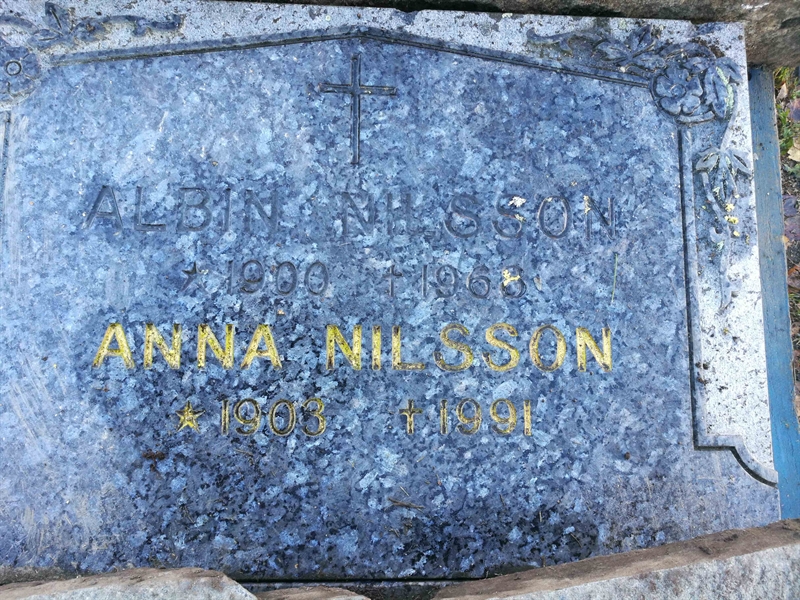 ALBIN NILSSON
★ 1900 ✝
ANNA NILSSON
★ 1903 ✝ 1991